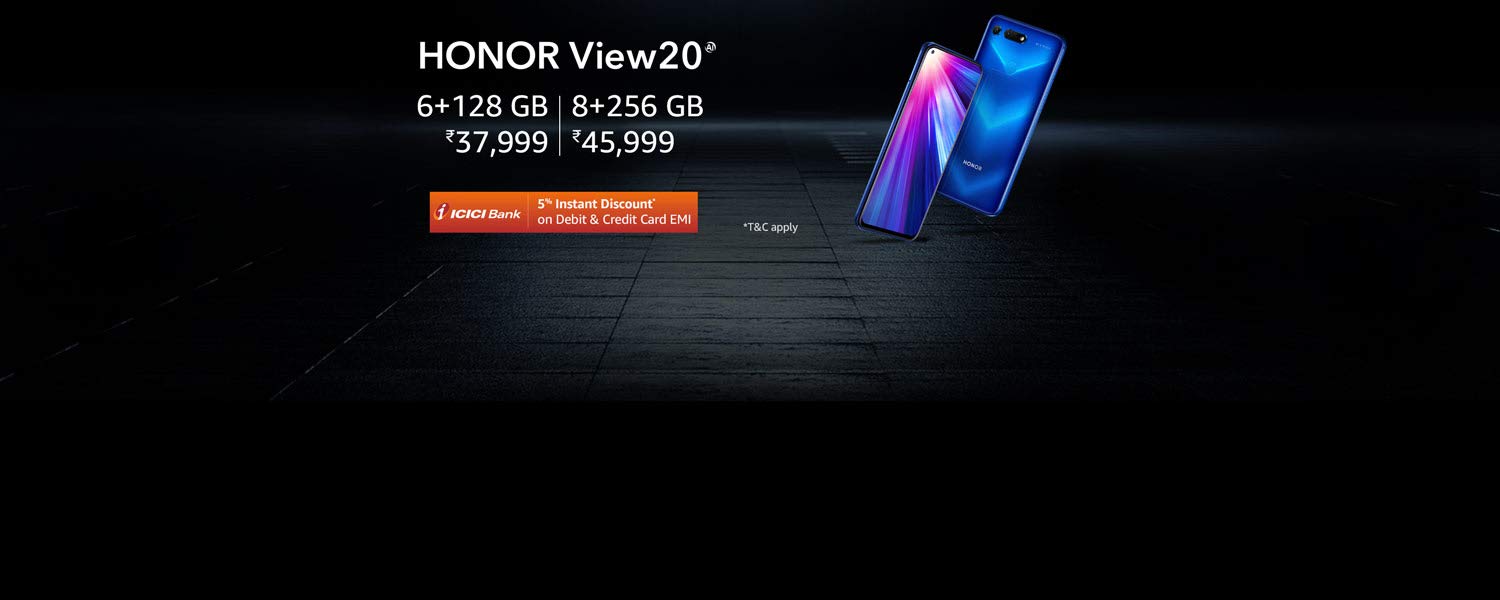 HONOR View20 AI
6+128 GB | 8+256 GB
₹37,999 | ₹45,999
i ICICI Bank
5% Instant Discount*
on Debit & Credit Card EMI
*T&C apply
HONOR